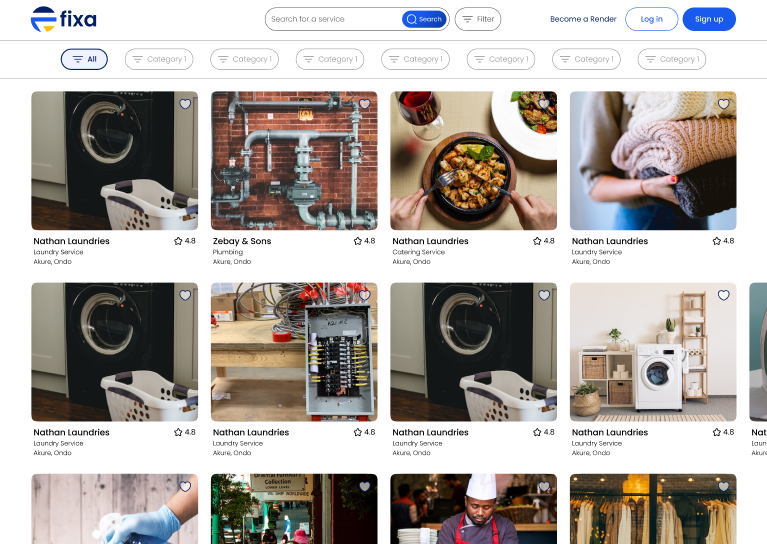 fixa
Search for a service
Search
Filter
Become a Render
Log in
Sign up
All
Category 1
Category 1
Category 1
Category 1
Category 1
Category 1
Category 1
Nathan Laundries
4.8
Laundry Service
Akure, Ondo
Zebay & Sons
4.8
Plumbing
Akure, Ondo
Nathan Laundries
4.8
Catering Service
Akure, Ondo
Nathan Laundries
4.8
Laundry Service
Akure, Ondo
Nathan Laundries
4.8
Laundry Service
Akure, Ondo
Nathan Laundries
4.8
Laundry Service
Akure, Ondo
Nathan Laundries
4.8
Laundry Service
Akure, Ondo
Nathan Laundries
4.8
Laundry Service
Akure, Ondo
Nat
Laun
Akure
Collection